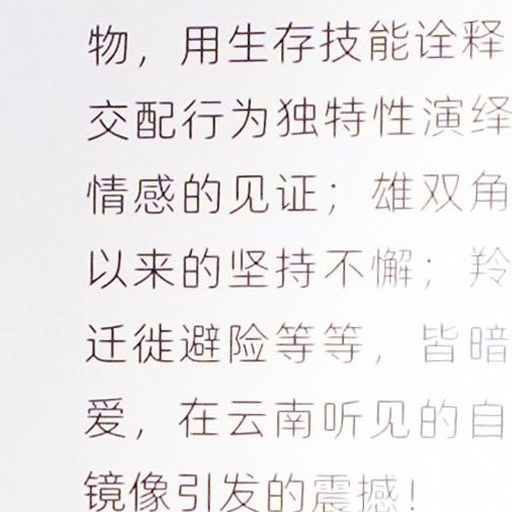 物，用生存技能诠释
交配行为独特性演绎
情感的见证；雄双角
以来的坚持不懈；羚
迁徙避险等等，皆暗
爱，在云南听见的自
镜像引发的震撼！